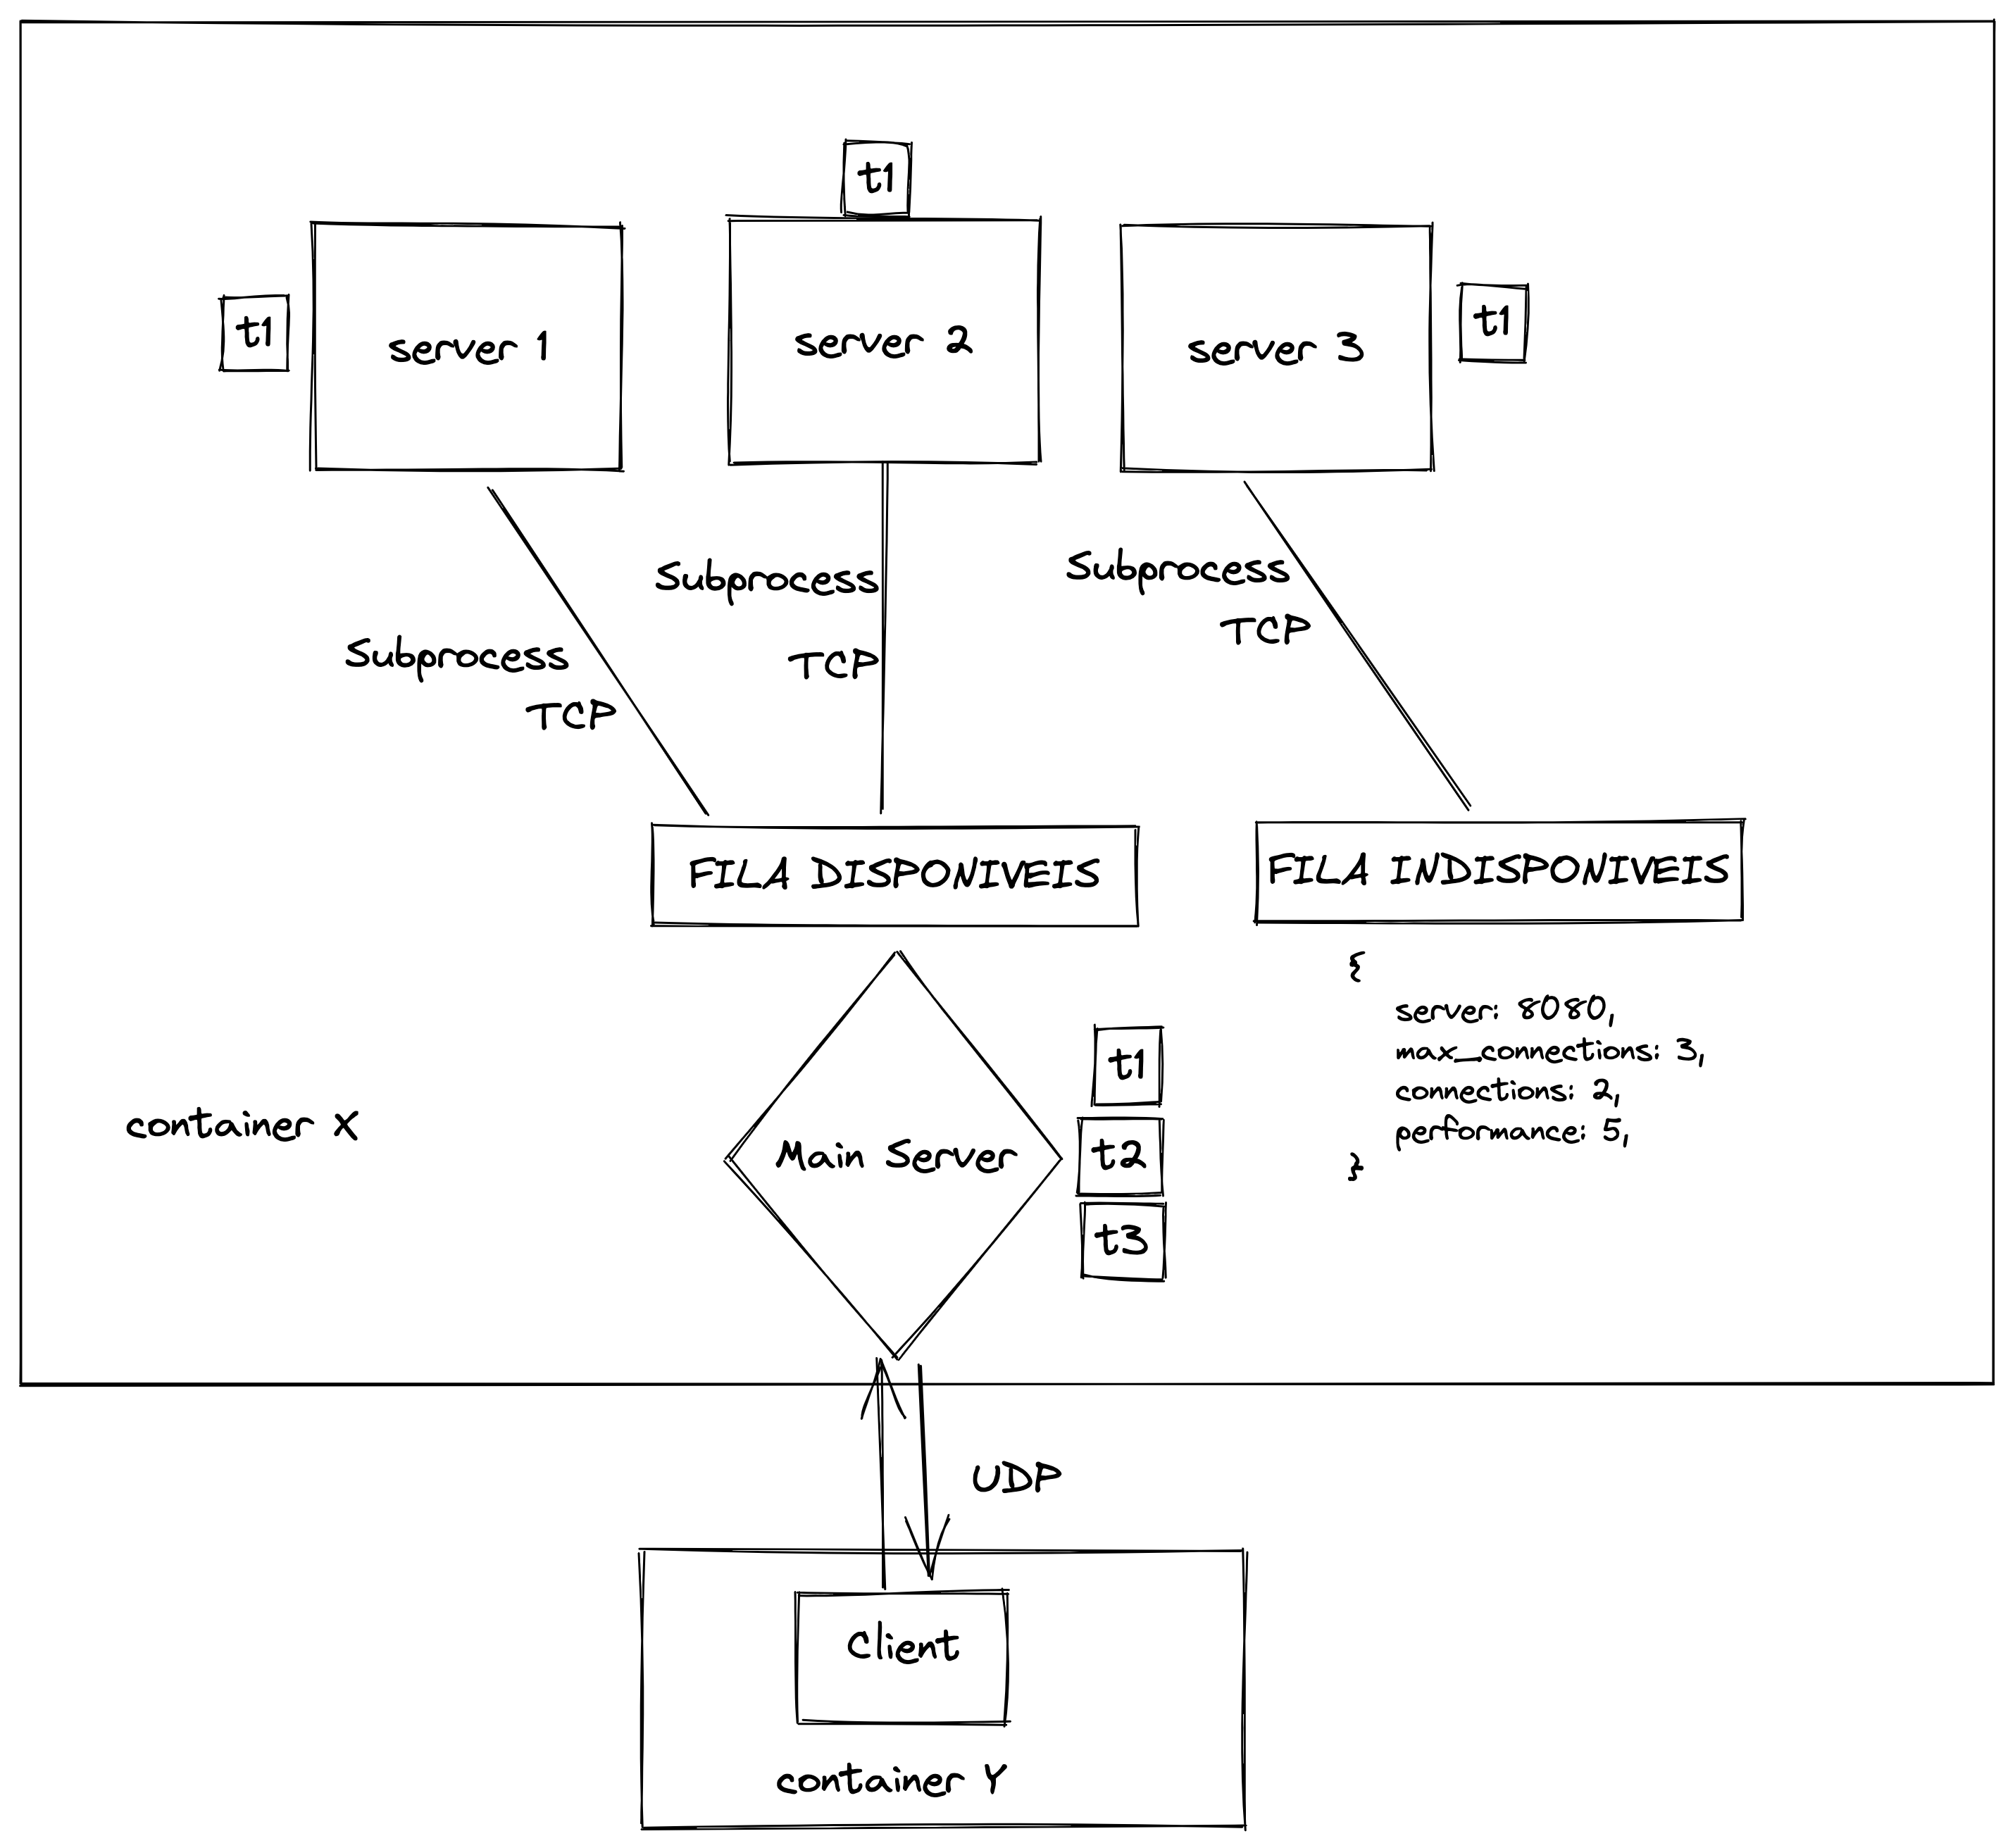 t1
t1
server 1
server 2
server 3
t1
Subprocess
TCP
Subprocess
TCP
Subprocess
TCP
FILA DISPONIVEIS
FILA INDISPONIVEIS
{
server: 8080,
max_connections: 3,
connections: 2,
performance: 5,
}
container X
Main Server
t1
t2
t3
UDP
Client
container Y